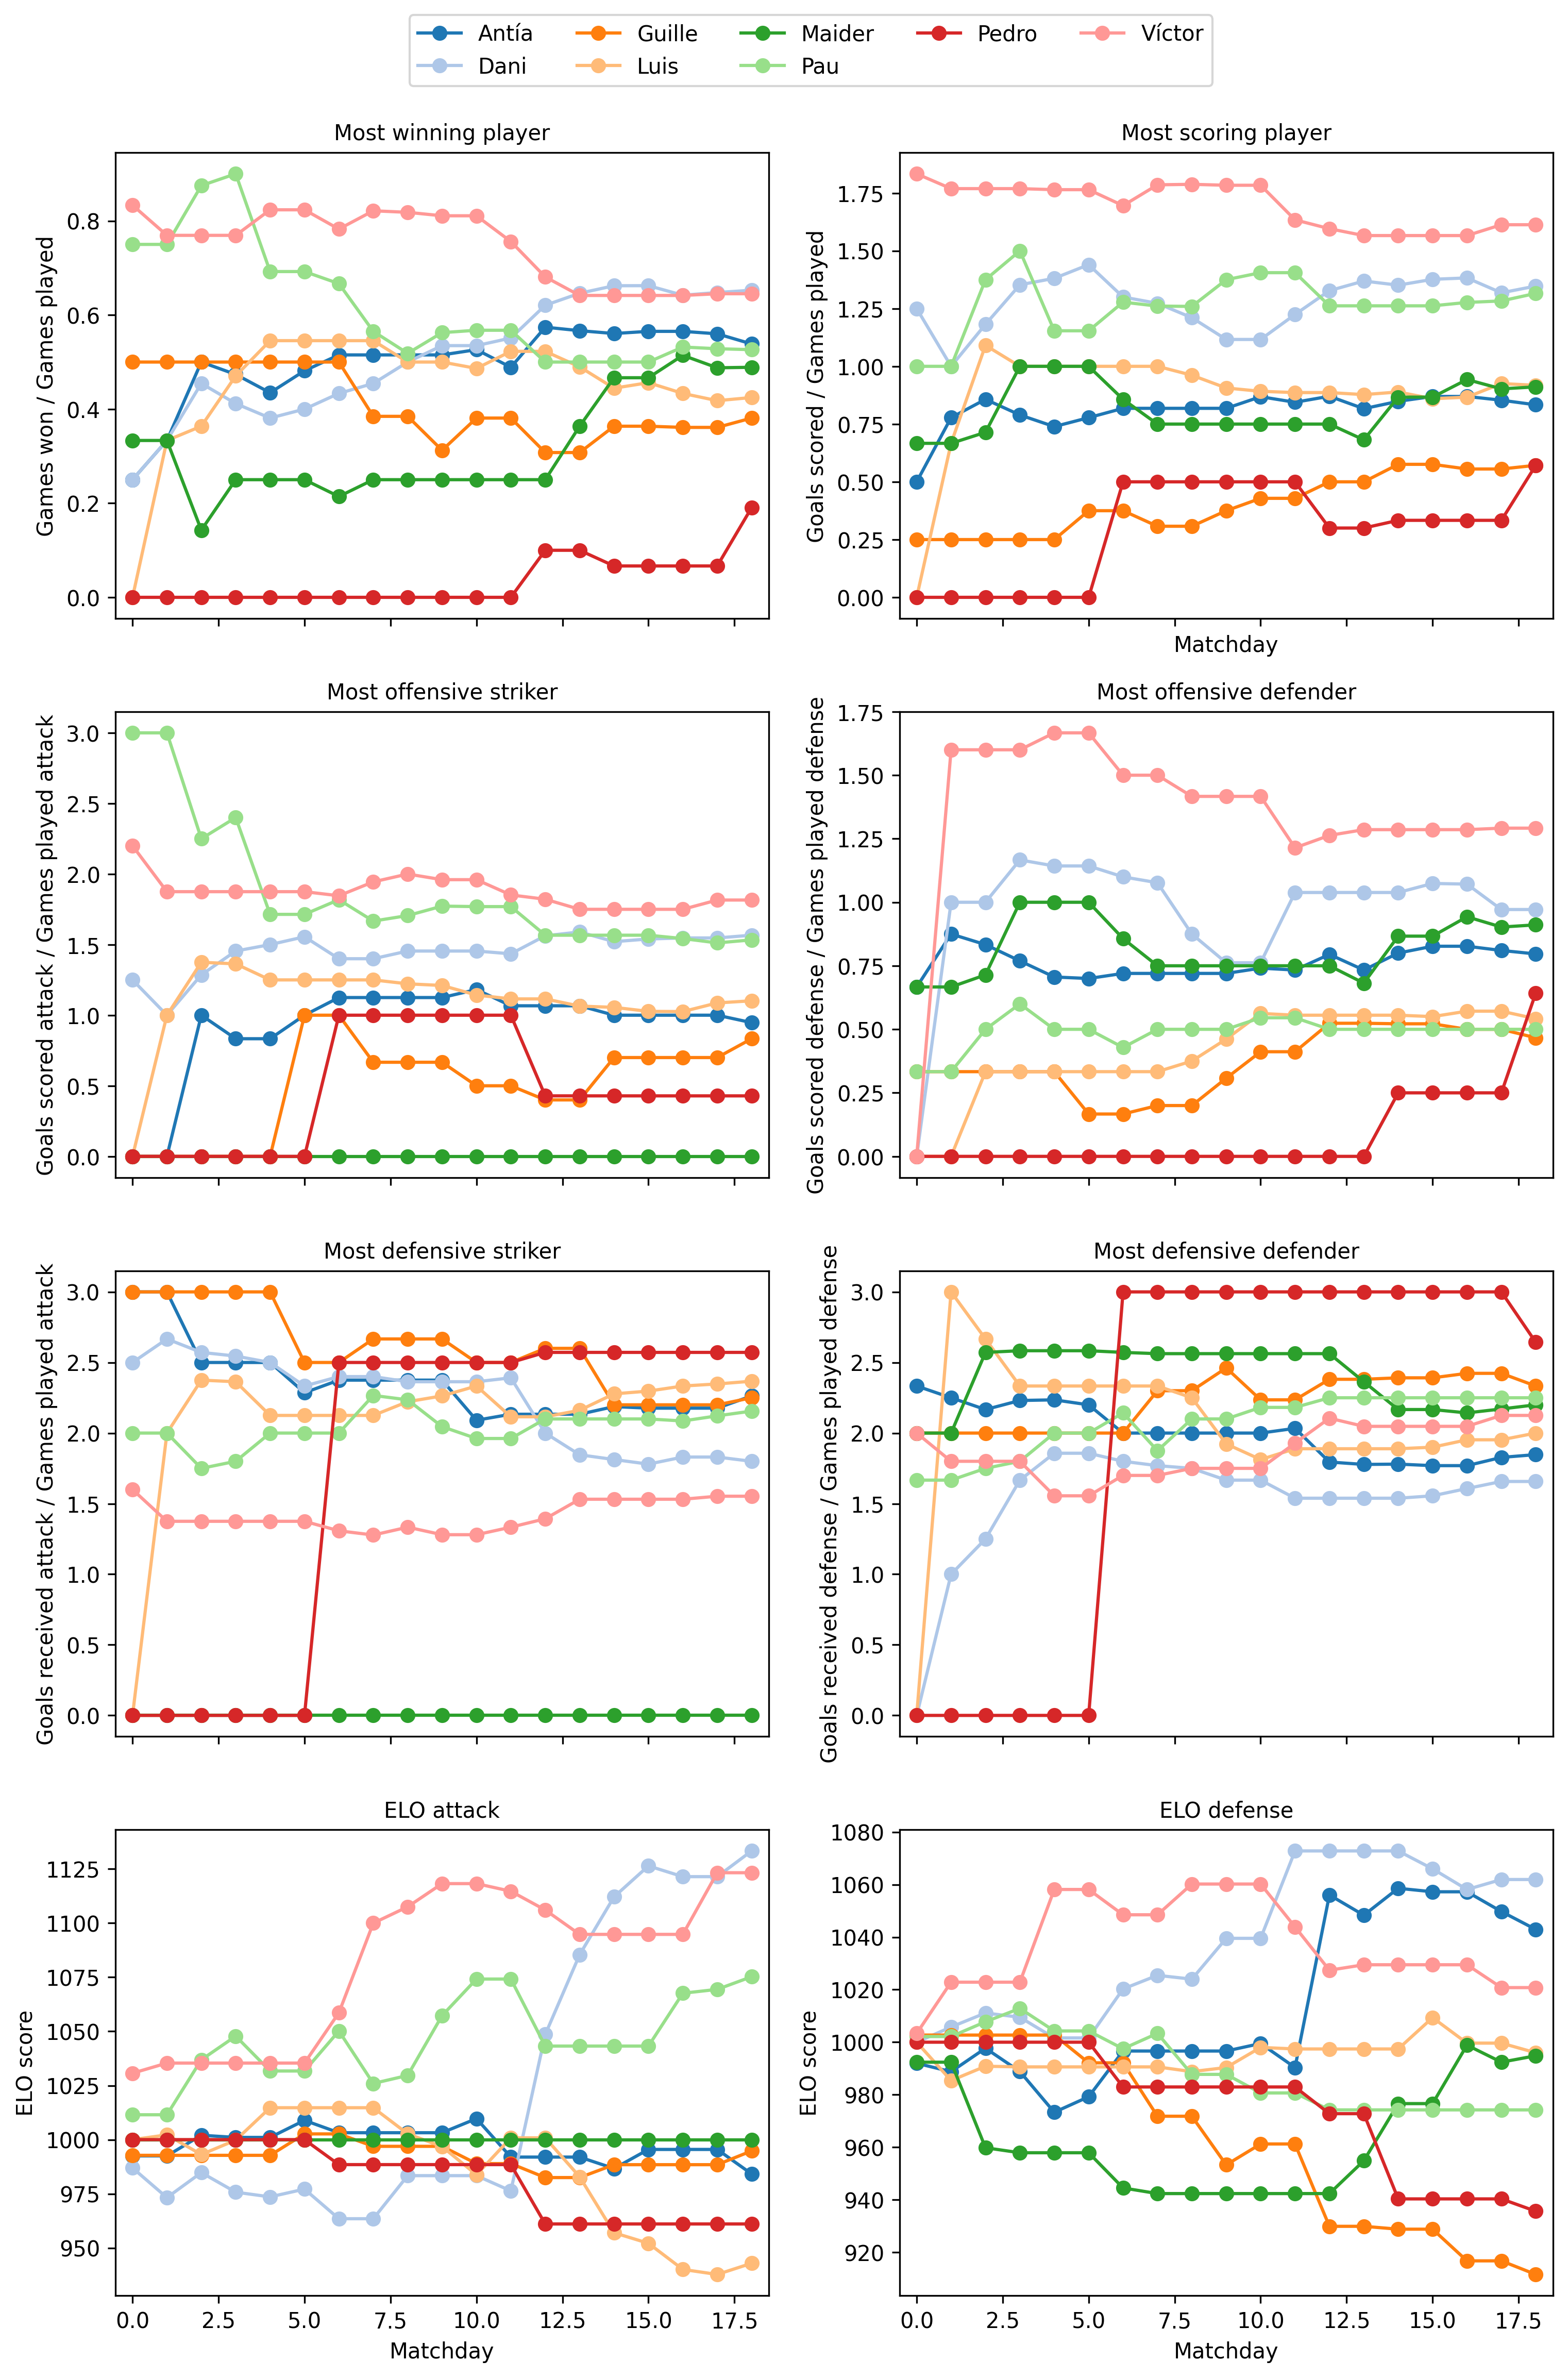 Antía Guille Maider Pedro Víctor
Dani Luis Pau
Most winning player
Games won / Games played
0.8
0.6
0.4
0.2
0.0
Most scoring player
Goals scored / Games played
1.75
1.50
1.25
1.00
0.75
0.50
0.25
0.00
Matchday
Most offensive striker
Goals scored attack / Games played attack
3.0
2.5
2.0
1.5
1.0
0.5
0.0
Most offensive defender
Goals scored defense / Games played defense
1.75
1.50
1.25
1.00
0.75
0.50
0.25
0.00
Most defensive striker
Goals received attack / Games played attack
3.0
2.5
2.0
1.5
1.0
0.5
0.0
Most defensive defender
Goals received defense / Games played defense
3.0
2.5
2.0
1.5
1.0
0.5
0.0
ELO attack
ELO score
1125
1100
1075
1050
1025
1000
975
950
0.0 2.5 5.0 7.5 10.0 12.5 15.0 17.5
Matchday
ELO defense
ELO score
1080
1060
1040
1020
1000
980
960
940
920
0.0 2.5 5.0 7.5 10.0 12.5 15.0 17.5
Matchday